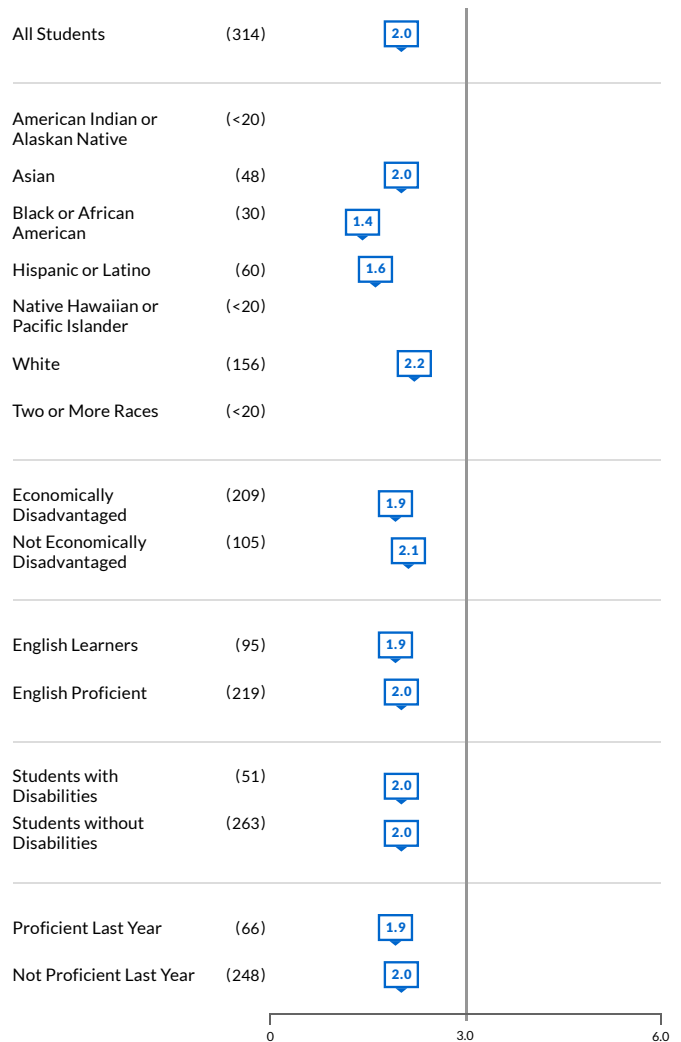 All Students (314) 2.0
American Indian or (<20)
Alaskan Native
Asian (48) 2.0
Black or African (30) 1.4
American
Hispanic or Latino (60) 1.6
Native Hawaiian or (<20)
Pacific Islander
White (156) 2.2
Two or More Races (<20)
Economically (209) 1.9
Disadvantaged
Not Economically (105) 2.1
Disadvantaged
English Learners (95) 1.9
English Proficient (219) 2.0
Students with (51) 2.0
Disabilities
Students without (263) 2.0
Disabilities
Proficient Last Year (66) 1.9
Not Proficient Last Year (248) 2.0
0 3.0 6.0